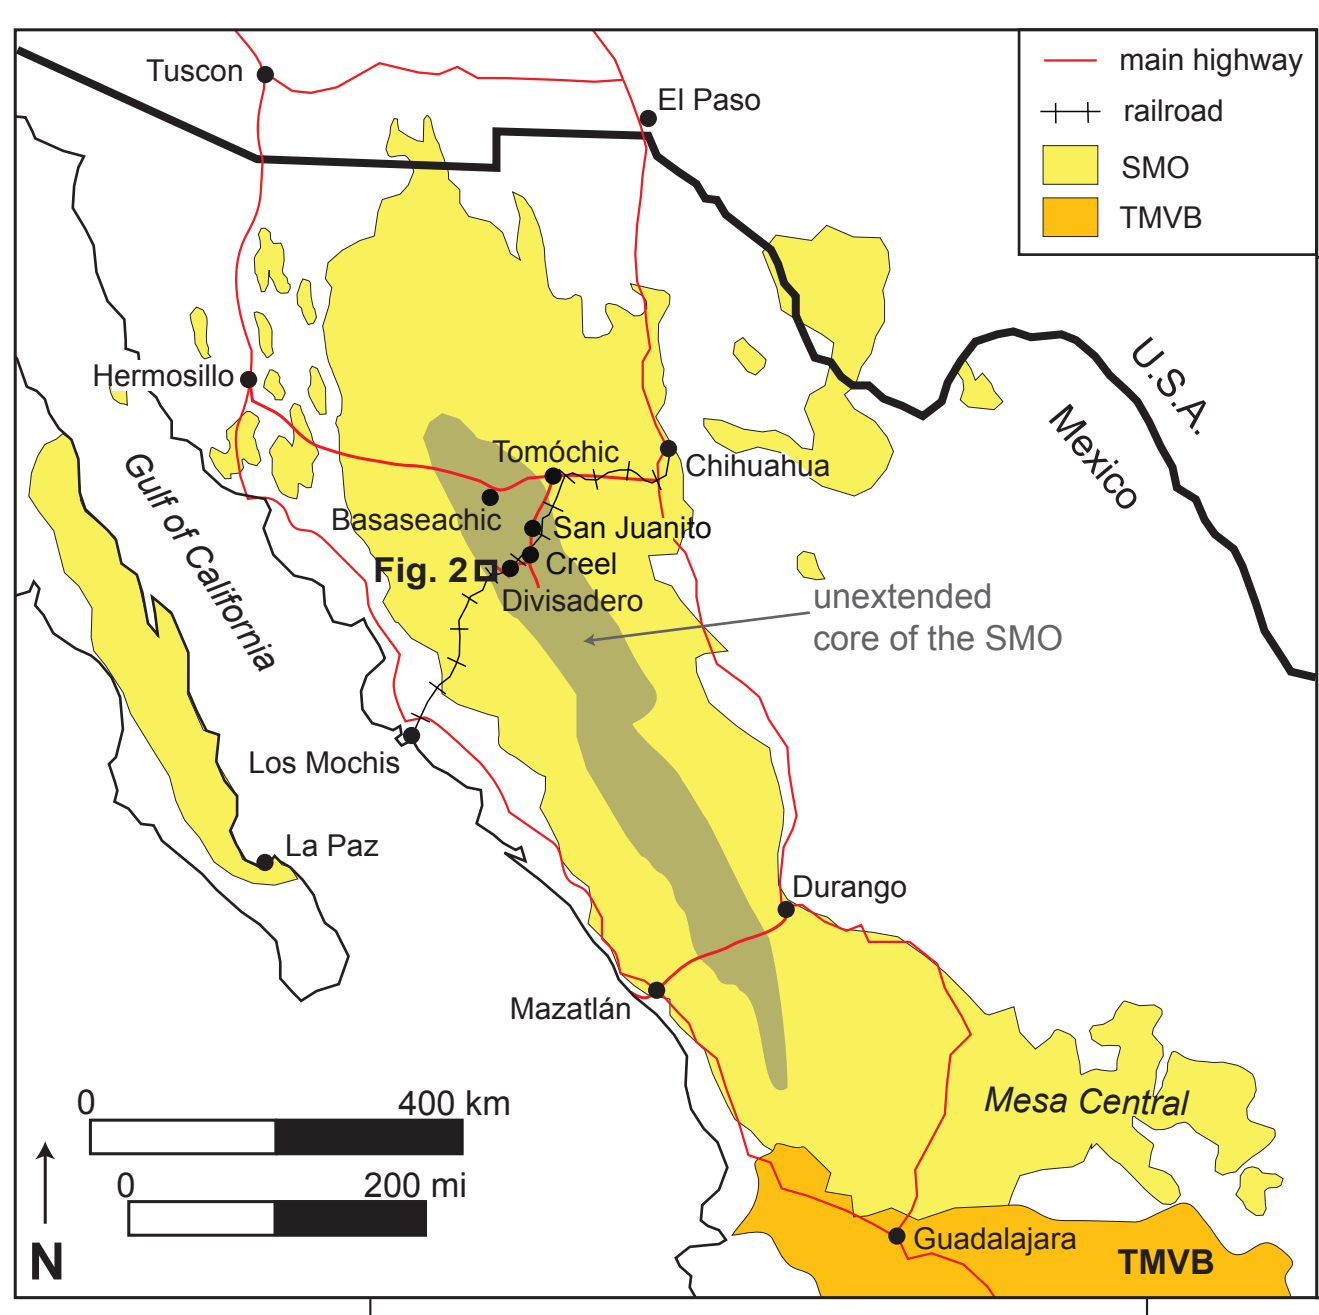 Tuscon
El Paso
main highway
railroad
SMO
TMVB
U.S.A.
Mexico
Hermosillo
Gulf of California
Tomóchic
Chihuahua
Basaseachic
San Juanito
Fig. 2
Creel
Divisadero
unextended
core of the SMO
Los Mochis
La Paz
Durango
Mazatlán
Mesa Central
0 400 km
0 200 mi
N
Guadalajara
TMVB